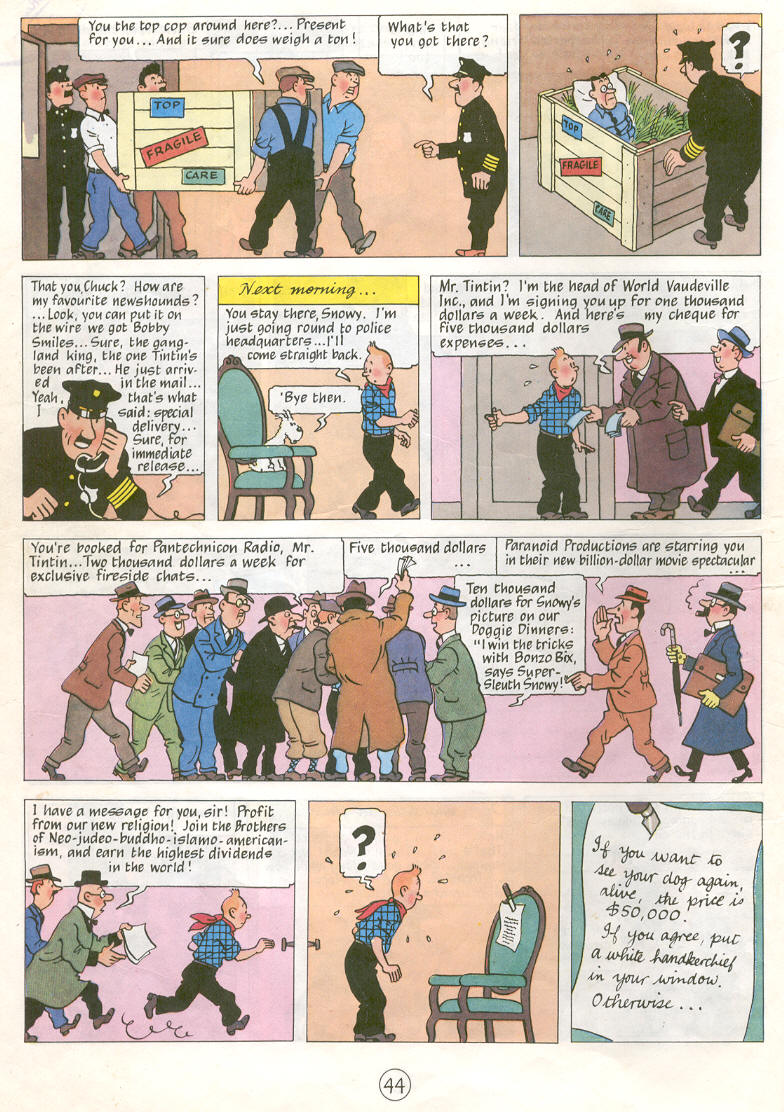 You the top cop around here?... Present
for you... And it sure does weigh a ton!
What's that
you got there?
TOP
FRAGILE
CARE
?
TOP
FRAGILE
CARE
That you, Chuck? How are
my favourite newshounds?
...Look, you can put it on
the wire we got Bobby
Smiles... Sure, the gang-
land king, the one Tintin's
been after... He just arriv-
ed in the mail...
Yeah, that's what
I said: special
delivery...
Sure, for
immediate
release...
Next morning...
You stay there, Snowy. I'm
just going round to police
headquarters...I'll
come straight back.
'Bye then.
Mr. Tintin? I'm the head of World Vaudeville
Inc., and I'm signing you up for one thousand
dollars a week. And here's my cheque for
five thousand dollars
expenses...
You're booked for Pantechnicon Radio, Mr.
Tintin...Two thousand dollars a week for
exclusive fireside chats...
Five thousand dollars
...
Paranoid Productions are starring you
in their new billion-dollar movie spectacular
...
Ten thousand
dollars for Snowy's
picture on our
Doggie Dinners:
"I win the tricks
with Bonzo Bix,
says Super-
Sleuth Snowy!"
I have a message for you, sir! Profit
from our new religion! Join the Brothers
of Neo-judeo-buddho-islamo-american-
ism, and earn the highest dividends
in the world!
?
If you want to
see your dog again,
alive, the price is
$50,000.
If you agree, put
a white handkerchief
in your window.
Otherwise...
44